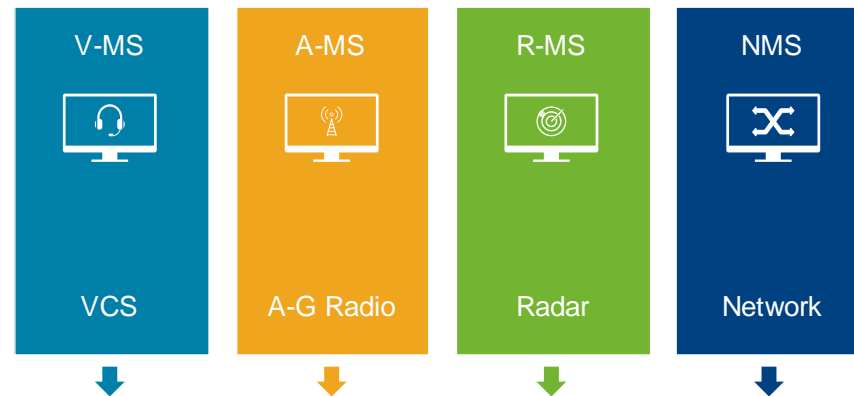 V-MS
A-MS
R-MS
NMS
VCS
A-G Radio
Radar
Network